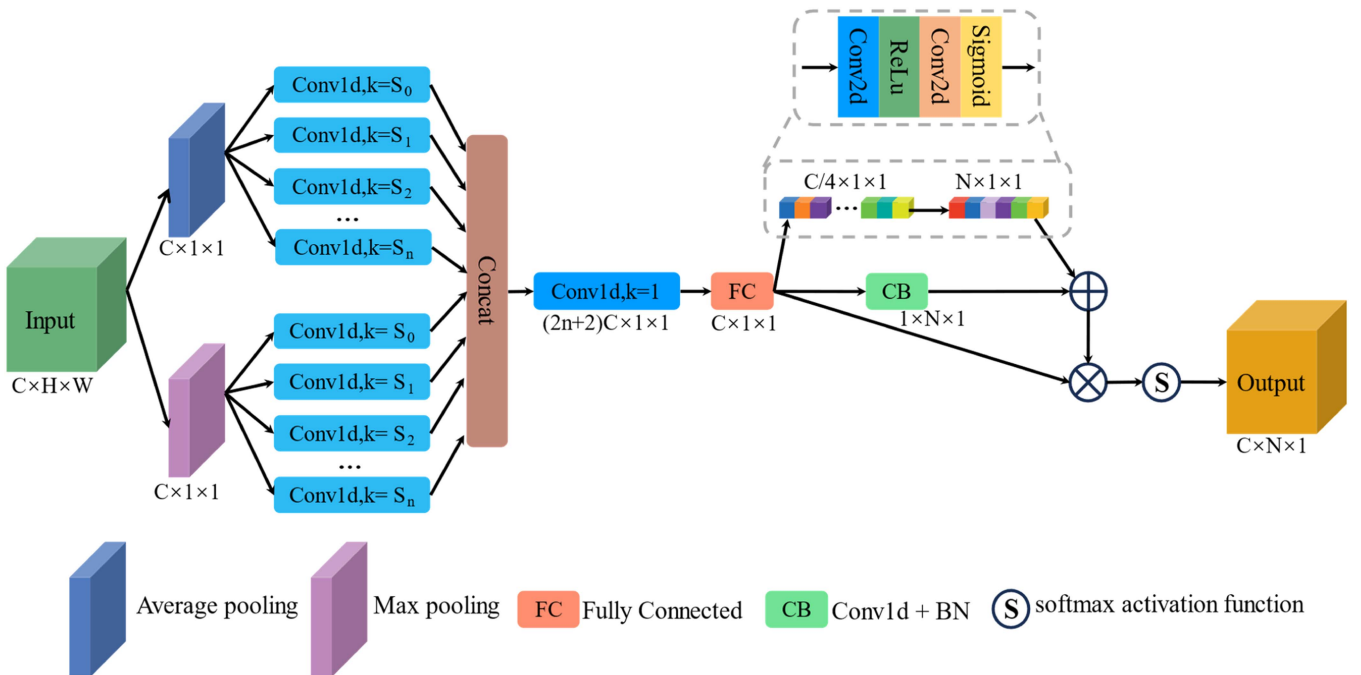 Conv2d
ReLu
Conv2d
Sigmoid
Conv1d,k=S0
Conv1d,k=S1
Conv1d,k=S2
...
Conv1d,k=Sn
C×1×1
C/4×1×1
N×1×1
...
Input
C×H×W
Concat
Conv1d,k=1
(2n+2)C×1×1
FC
C×1×1
CB
1×N×1
Conv1d,k= S0
Conv1d,k= S1
Conv1d,k= S2
...
Conv1d,k= Sn
C×1×1
S
Output
C×N×1
Average pooling
Max pooling
FC Fully Connected
CB Conv1d + BN
S softmax activation function